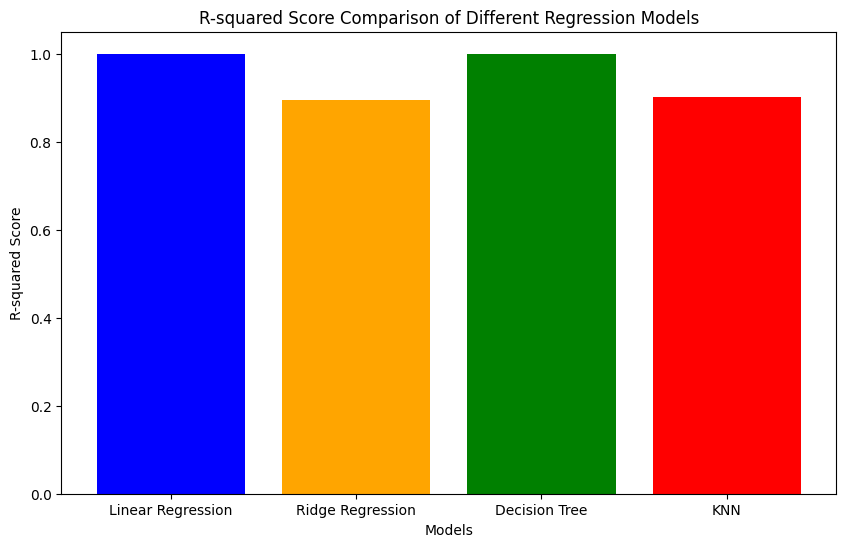 R-squared Score Comparison of Different Regression Models
R-squared Score
1.0
0.8
0.6
0.4
0.2
0.0
Linear Regression
Ridge Regression
Decision Tree
KNN
Models